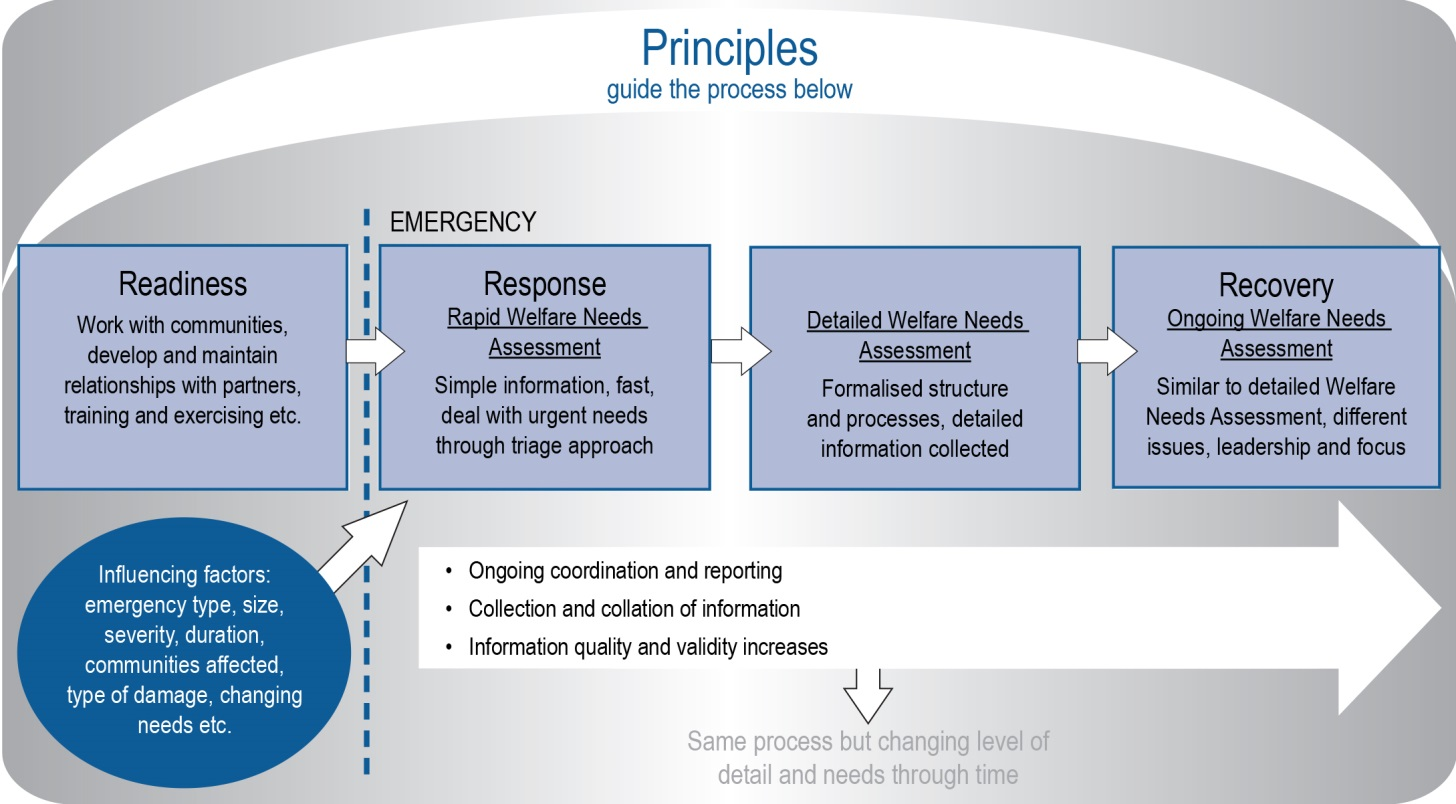 Principles
guide the process below
EMERGENCY
Readiness
Work with communities,
develop and maintain
relationships with partners,
training and exercising etc.
Response
Rapid Welfare Needs
Assessment
Simple information, fast,
deal with urgent needs
through triage approach
Detailed Welfare Needs
Assessment
Formalised structure
and processes, detailed
information collected
Recovery
Ongoing Welfare Needs
Assessment
Similar to detailed Welfare
Needs Assessment, different
issues, leadership and focus
Influencing factors:
emergency type, size,
severity, duration,
communities affected,
type of damage, changing
needs etc.
• Ongoing coordination and reporting
• Collection and collation of information
• Information quality and validity increases
Same process but changing level of
detail and needs through time